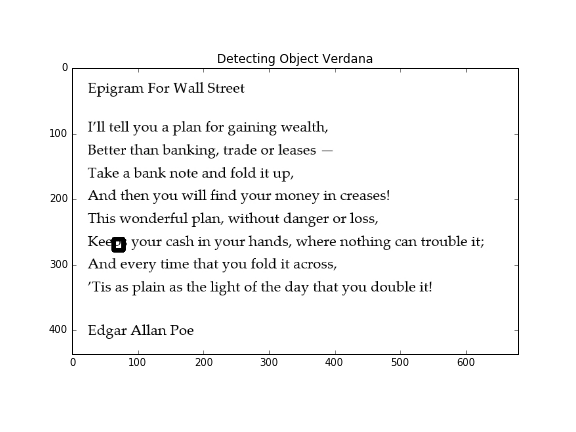 Detecting Object Verdana
0
Epigram For Wall Street
I’ll tell you a plan for gaining wealth,
100
Better than banking, trade or leases —
Take a bank note and fold it up,
And then you will find your money in creases!
200
This wonderful plan, without danger or loss,
your cash in your hands, where nothing can trouble it;
And every time that you fold it across,
300
’Tis as plain as the light of the day that you double it!
Edgar Allan Poe
400
0 100 200 300 400 500 600